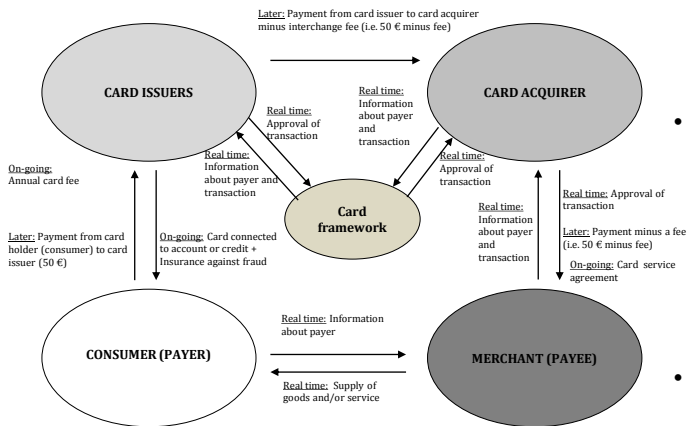 Later: Payment from card issuer to card acquirer
minus interchange fee (i.e. 50 € minus fee)
CARD ISSUERS
CARD ACQUIRER
Real time:
Approval of
transaction
Real time:
Information
about payer
and
transaction
Real time:
Information
about payer and
transaction
Real time:
Approval of
transaction
On-going:
Annual card fee
Card
framework
Later: Payment from card
holder (consumer) to card
issuer (50 €)
On-going: Card connected
to account or credit +
Insurance against fraud
Real time:
Information
about payer
and
transaction
Real time: Approval of
transaction
Later: Payment minus a fee
(i.e. 50 € minus fee)
On-going: Card service
agreement
Real time: Information
about payer
CONSUMER (PAYER)
MERCHANT (PAYEE)
Real time: Supply of
goods and/or service